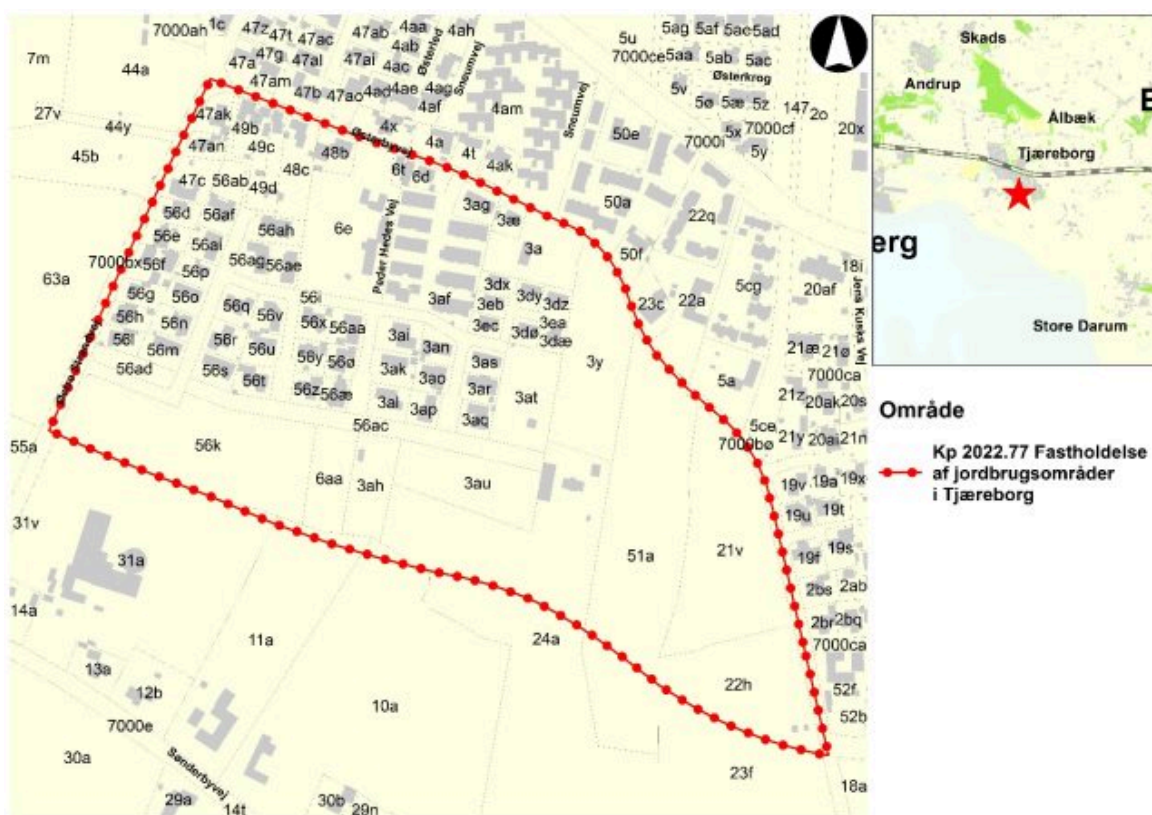 7000ah
1c
47z
47t
47ac
47ab
4aa
4ah
5ag
5af
5ae
5ad
7m
44a
47a
47g
47al
47ai
4ab
4ac
Østerled
Sneumvej
5u
7000ce
5aa
5ab
5ac
Østerkrog
47am
47b
47ao
4ad
4ae
4ag
4af
4am
Sneumvej
5v
5ø
5æ
5z
147
2o
27v
44y
47ak
49b
4x
Østerbyvej
4a
50e
5x
7000cf
20x
7000i
5y
45b
47an
49c
48b
4t
4ak
48c
6t
6d
47c
56ab
49d
50a
22q
56d
56af
6e
Peder Hedes Vej
3ag
3æ
56e
56ai
56ah
3a
50f
7000bx
56f
56p
56ag
56ae
18i
63a
56g
56o
56i
3af
3dx
3dy
3dz
23c
22a
5cg
20af
Jens Kusks Vej
56h
56n
56q
56v
56x
56aa
3eb
3ea
3ec
3dø
3dæ
56l
56m
56r
56u
56y
56ø
3ai
3an
3as
3y
21æ
21ø
7000ca
56ad
56s
56t
56z
56æ
3ak
3ao
3ar
3at
5a
21z
20ak
20s
3al
3ap
3aq
55a
56k
56ac
5ce
7000bø
21y
20ai
21n
6aa
3ah
3au
19v
19a
19x
31v
19u
19t
31a
51a
21v
19f
19s
14a
2bs
2ab
11a
24a
2br
2bq
7000ca
13a
12b
22h
52f
7000e
10a
52b
30a
Sønderbyvej
23f
18a
29a
14t
30b
29n
Skads
Andrup
E
Ålbæk
Tjæreborg
erg
Store Darum
Område
Kp 2022.77 Fastholdelse
af jordbrugsområder
i Tjæreborg